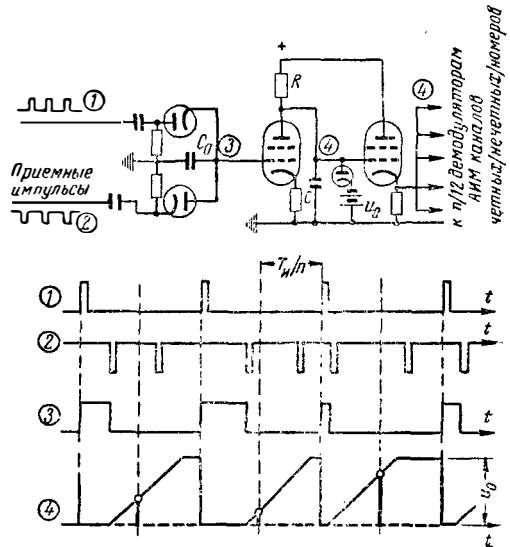 +
R
①
C₀
③
④
④
Приемные
импульсы
②
C
u₀
к п/12 демодуляторам
АИМ каналов
четных/нечетных/номеров
Tи/п
①
t
②
t
③
t
④
u₀
t